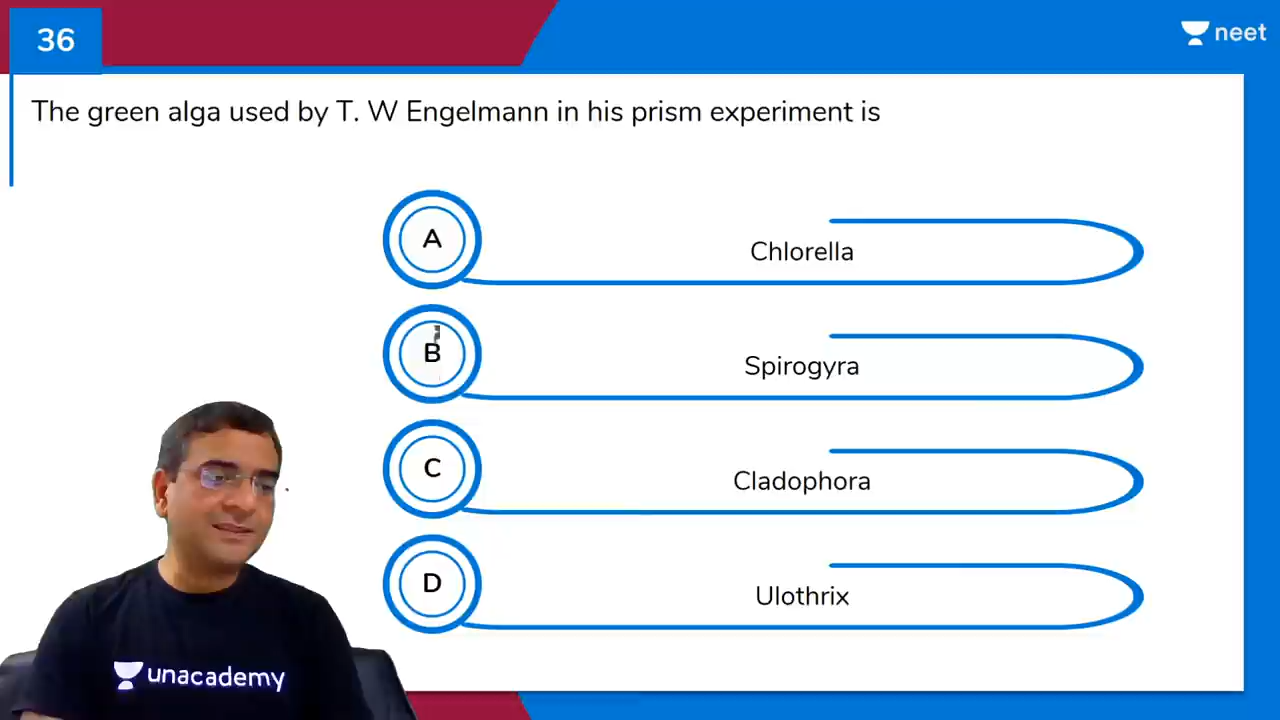 36
neet
The green alga used by T. W Engelmann in his prism experiment is
A
Chlorella
B
Spirogyra
C
Cladophora
D
Ulothrix
unacademy